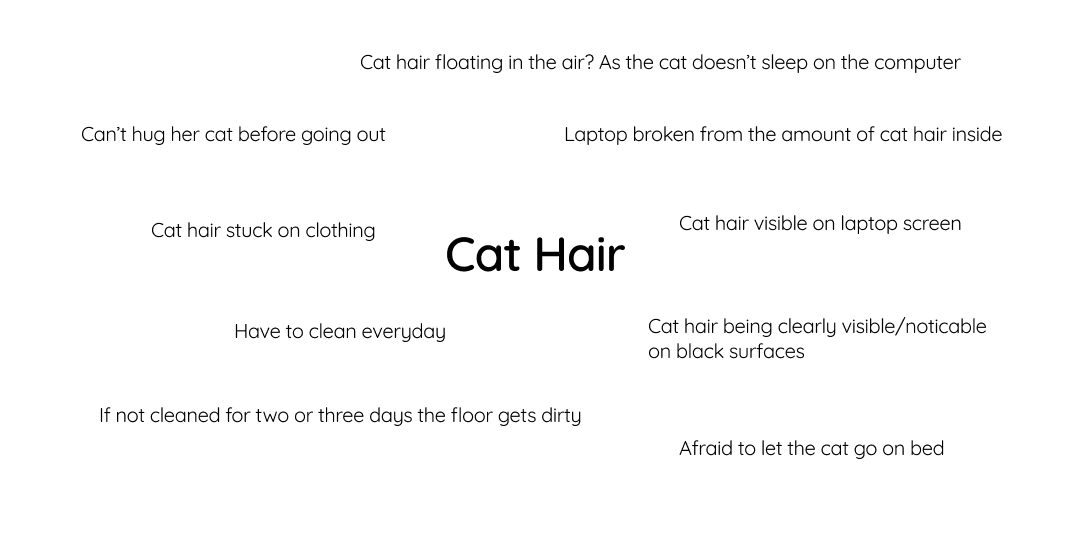 Cat hair floating in the air? As the cat doesn’t sleep on the computer
Can’t hug her cat before going out
Laptop broken from the amount of cat hair inside
Cat hair stuck on clothing
Cat hair visible on laptop screen
Cat Hair
Have to clean everyday
Cat hair being clearly visible/noticable
on black surfaces
If not cleaned for two or three days the floor gets dirty
Afraid to let the cat go on bed